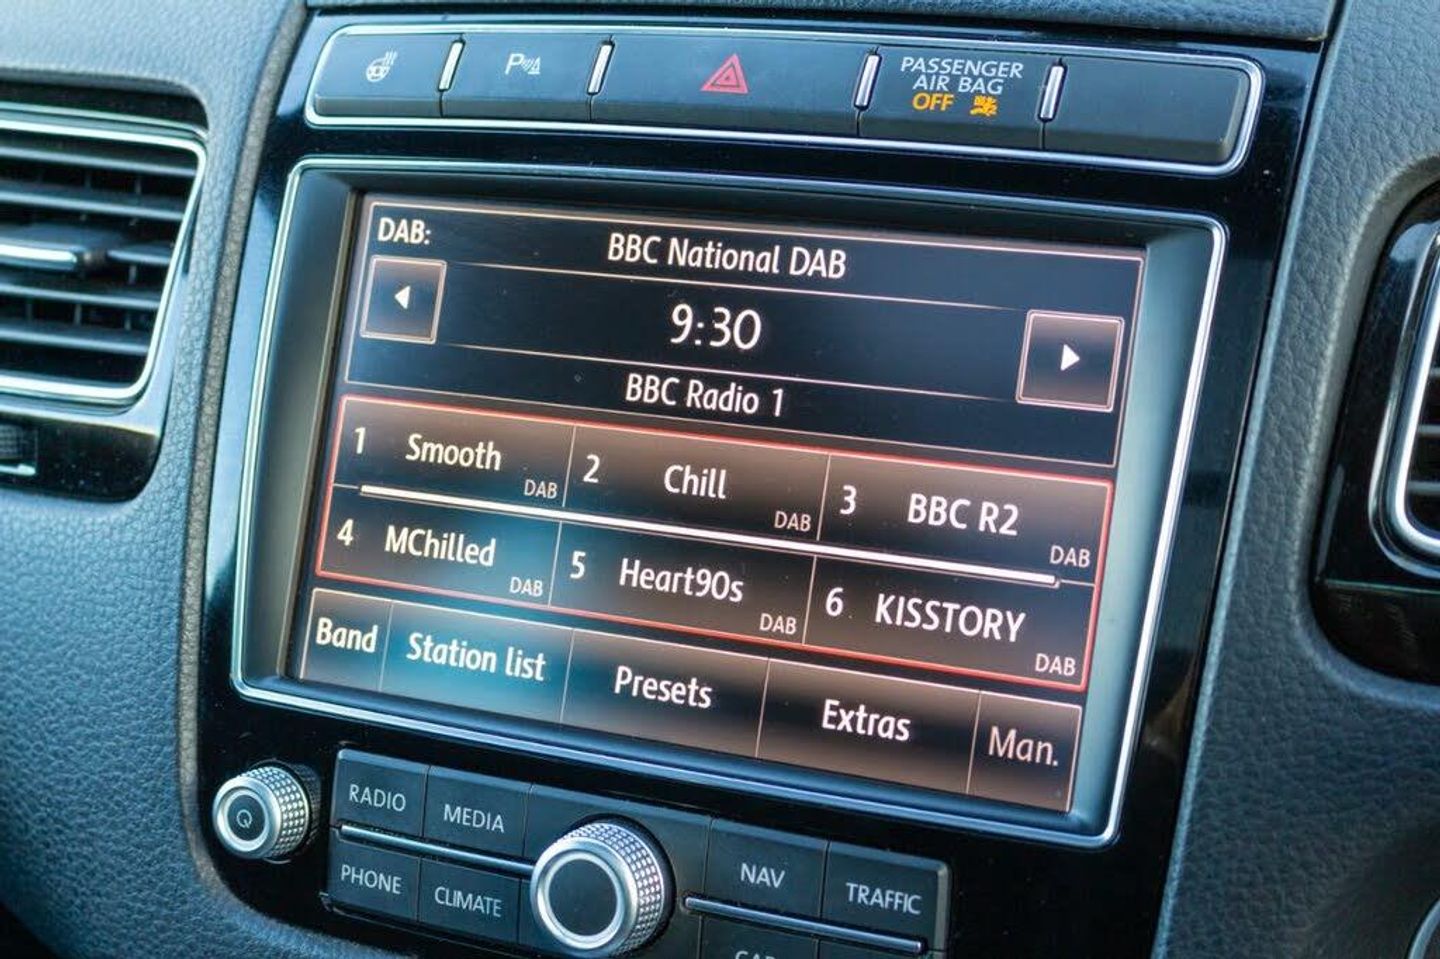 P
PASSENGER
AIR BAG
OFF
DAB:
BBC National DAB
9:30
BBC Radio 1
1 Smooth DAB
2 Chill DAB
3 BBC R2 DAB
4 MChilled DAB
5 Heart90s DAB
6 KISSTORY DAB
Band Station list Presets Extras Man.
RADIO MEDIA
NAV TRAFFIC
PHONE CLIMATE